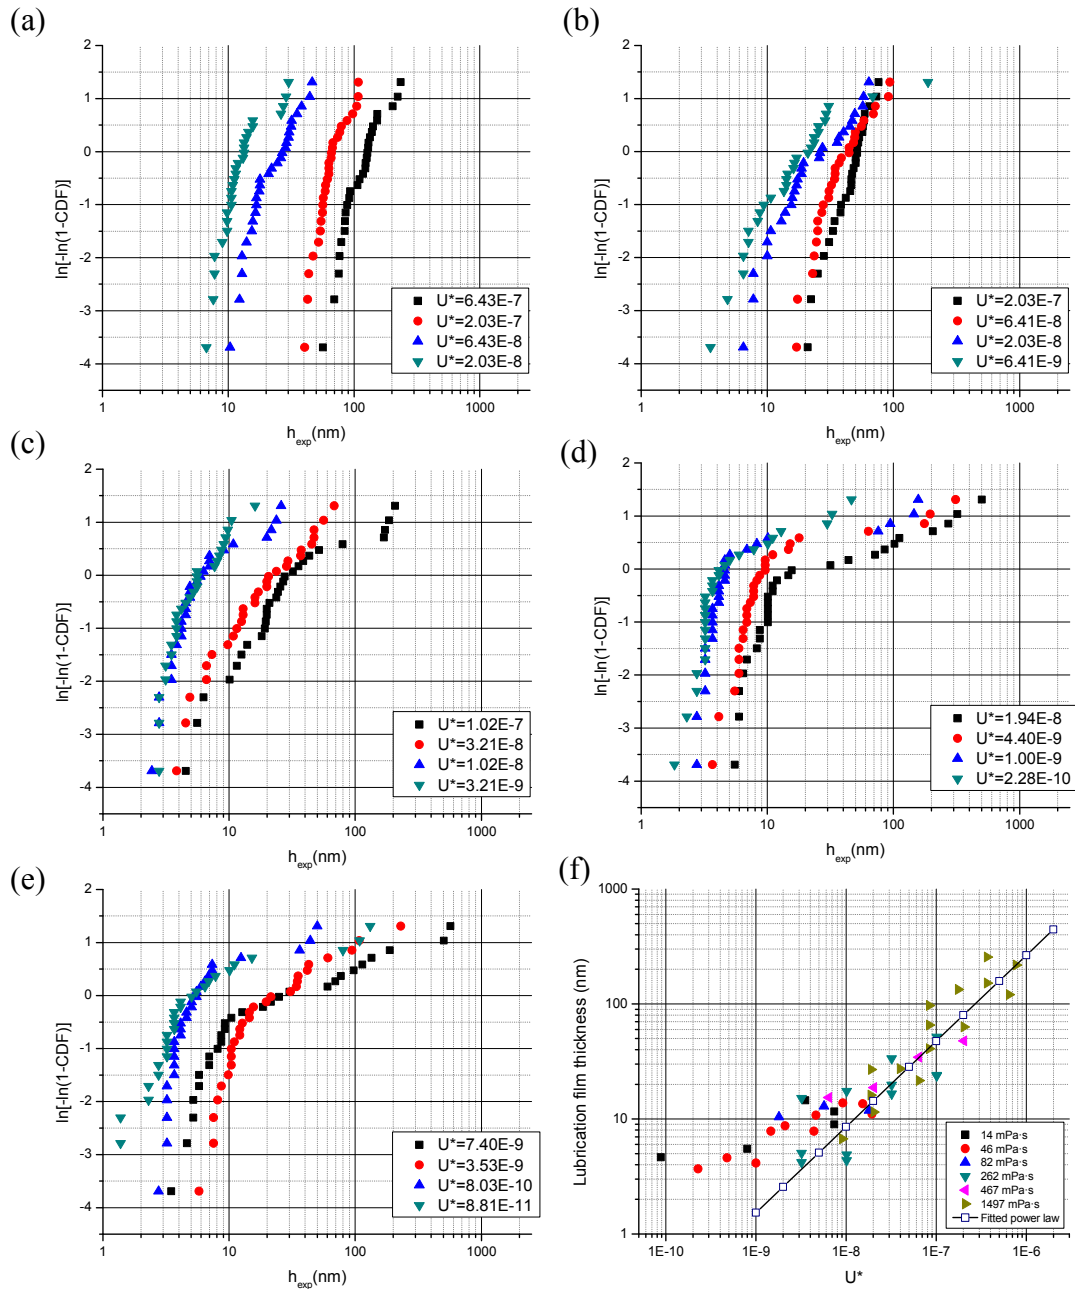 (a)
2
1
0
-1
-2
-3
-4
ln[-ln(1-CDF)]
U*=6.43E-7
U*=2.03E-7
U*=6.43E-8
U*=2.03E-8
1 10 100 1000
h_exp(nm)
(b)
2
1
0
-1
-2
-3
-4
ln[-ln(1-CDF)]
U*=2.03E-7
U*=6.41E-8
U*=2.03E-8
U*=6.41E-9
1 10 100 1000
h_exp(nm)
(c)
2
1
0
-1
-2
-3
-4
ln[-ln(1-CDF)]
U*=1.02E-7
U*=3.21E-8
U*=1.02E-8
U*=3.21E-9
1 10 100 1000
h_exp(nm)
(d)
2
1
0
-1
-2
-3
-4
ln[-ln(1-CDF)]
U*=1.94E-8
U*=4.40E-9
U*=1.00E-9
U*=2.28E-10
1 10 100 1000
h_exp(nm)
(e)
2
1
0
-1
-2
-3
-4
ln[-ln(1-CDF)]
U*=7.40E-9
U*=3.53E-9
U*=8.03E-10
U*=8.81E-11
1 10 100 1000
h_exp(nm)
(f)
1000
100
10
1
Lubrication film thickness (nm)
14 mPa·s
46 mPa·s
82 mPa·s
262 mPa·s
467 mPa·s
1497 mPa·s
Fitted power law
1E-10 1E-9 1E-8 1E-7 1E-6
U*